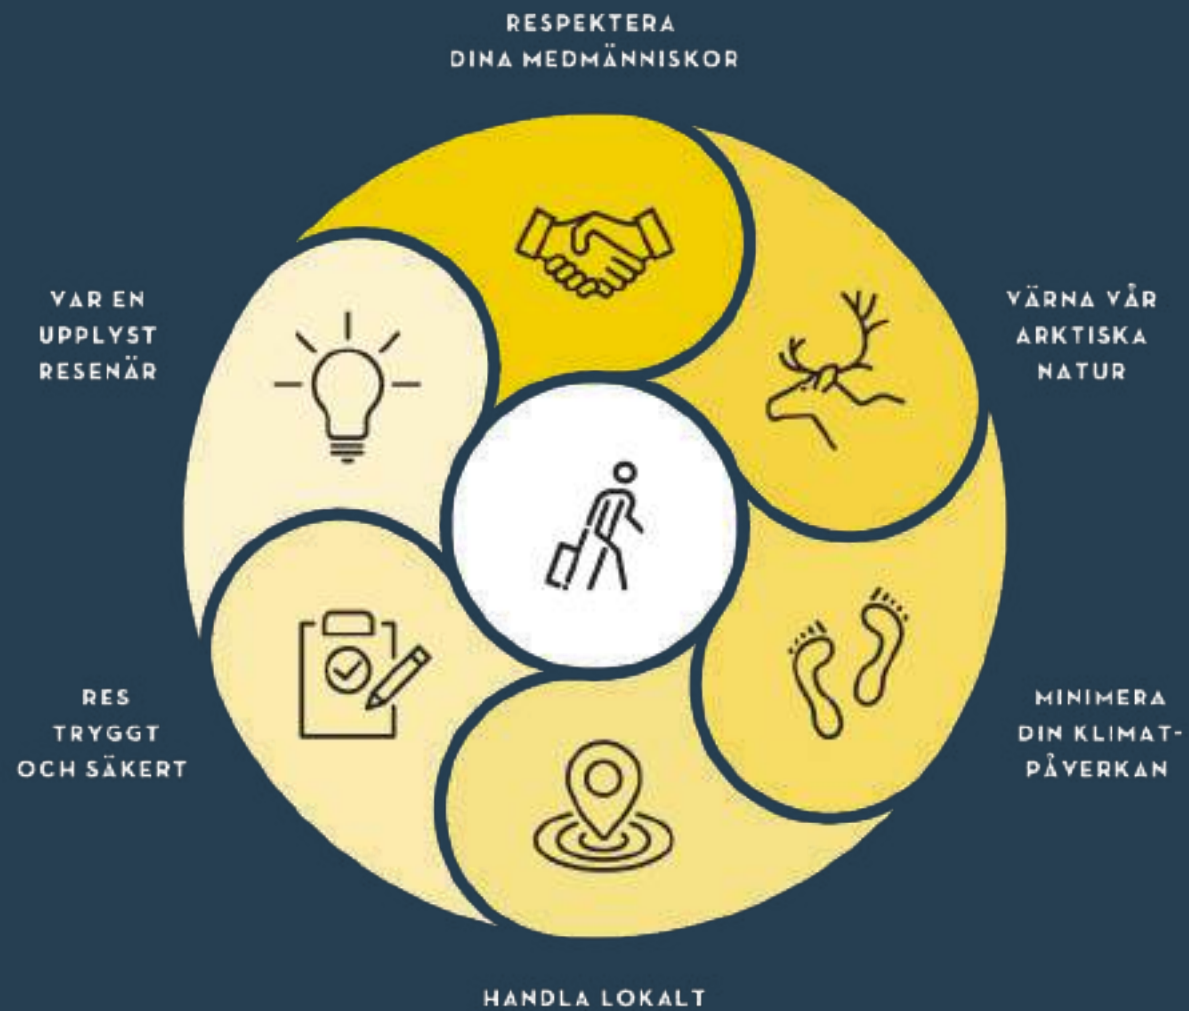 RESPEKTERA
DINA MEDMÄNNISKOR
VÄRNA VÅR
ARKTISKA
NATUR
MINIMERA
DIN KLIMAT-
PÅVERKAN
HANDLA LOKALT
RES
TRYGGT
OCH SÄKERT
VAR EN
UPPLYST
RESENÄR